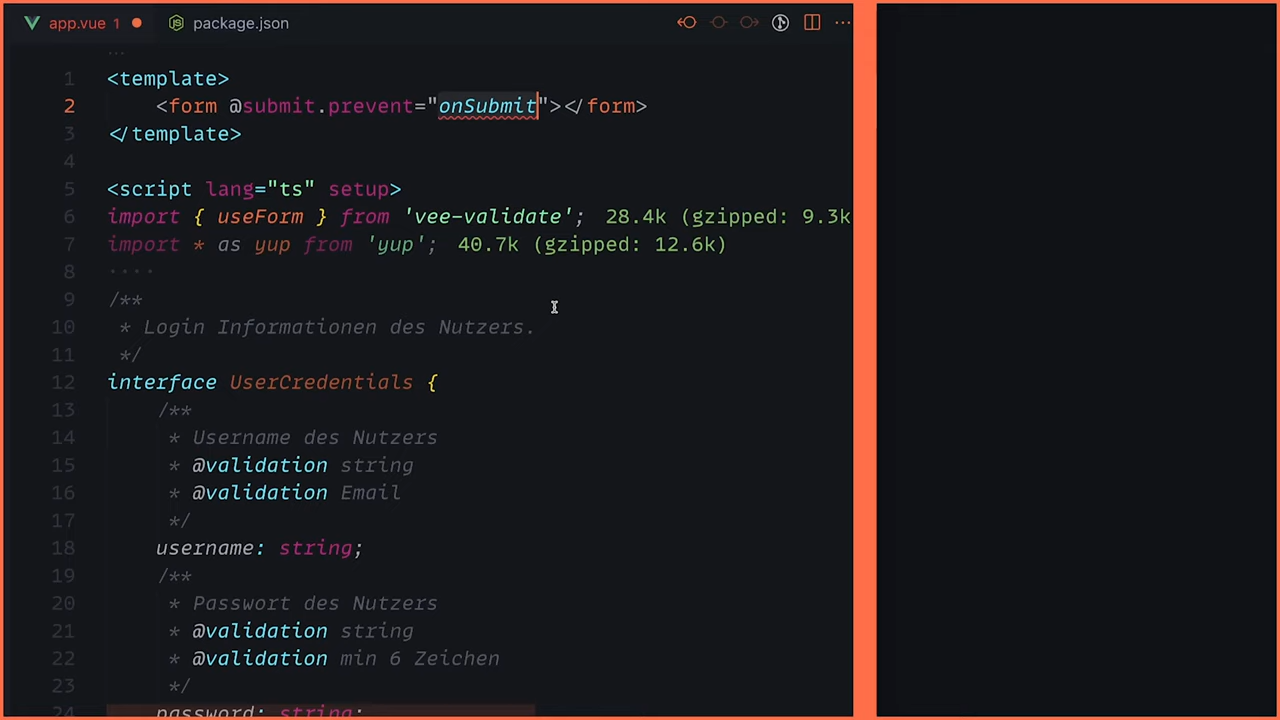 app.vue 1 package.json
1 <template>
2 <form @submit.prevent="onSubmit"></form>
3 </template>
4
5 <script lang="ts" setup>
6 import { useForm } from 'vee-validate'; 28.4k (gzipped: 9.3k
7 import * as yup from 'yup'; 40.7k (gzipped: 12.6k)
8
9 /**
10 * Login Informationen des Nutzers.
11 */
12 interface UserCredentials {
13 /**
14 * Username des Nutzers
15 * @validation string
16 * @validation Email
17 */
18 username: string;
19 /**
20 * Passwort des Nutzers
21 * @validation string
22 * @validation min 6 Zeichen
23 */
24 password: string;